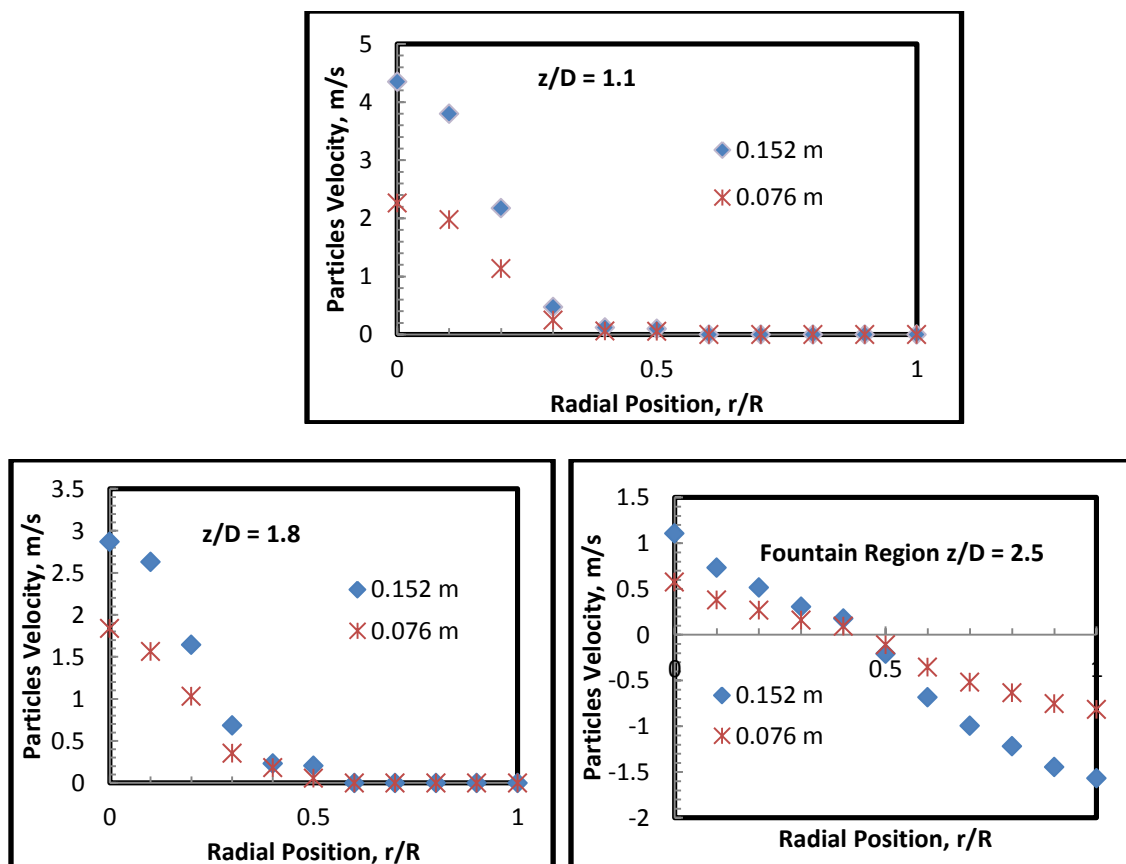 z/D = 1.1
Particles Velocity, m/s
5
4
3
2
1
0
0.152 m
0.076 m
0
0.5
1
Radial Position, r/R
z/D = 1.8
Particles Velocity, m/s
3.5
3
2.5
2
1.5
1
0.5
0
0.152 m
0.076 m
0
0.5
1
Radial Position, r/R
Fountain Region z/D = 2.5
Particles Velocity, m/s
1.5
1
0.5
0
-0.5
-1
-1.5
-2
0
0.5
1
0.152 m
0.076 m
Radial Position, r/R